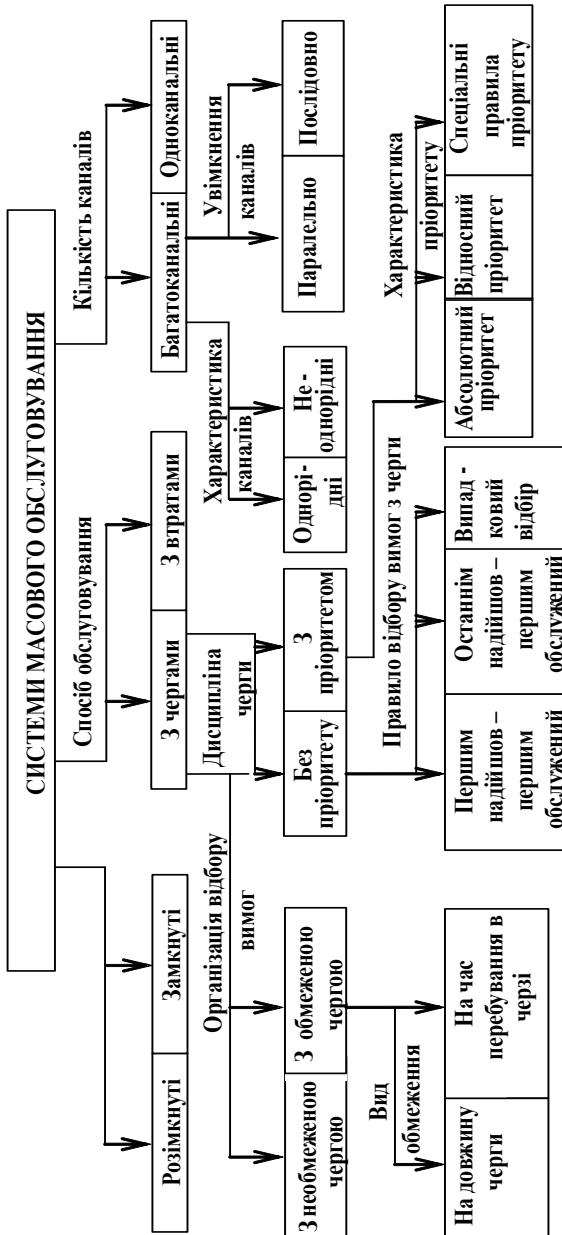 СИСТЕМИ МАСОВОГО ОБСЛУГОВУВАННЯ
Спосіб обслуговування
Кількість каналів
Розімкнуті
Замкнуті
З чергами
З втратами
Багатоканальні
Одноканальні
Організація відбору
вимог
Дисципліна
черги
Характеристика
каналів
Увімкнення
каналів
З необмеженою
чергою
З обмеженою
чергою
Без
пріоритету
З
пріоритетом
Однорі-
дні
Не -
однорідні
Паралельно
Послідовно
Вид
обмеження
Правило відбору вимог з черги
Характеристика
пріоритету
На довжину
черги
На час
перебування в
черзі
Першим
надійшов –
першим
обслужений
Останнім
надійшов –
першим
обслужений
Випад -
ковий
відбір
Абсолютний
пріоритет
Відносний
пріоритет
Спеціальні
правила
пріоритету